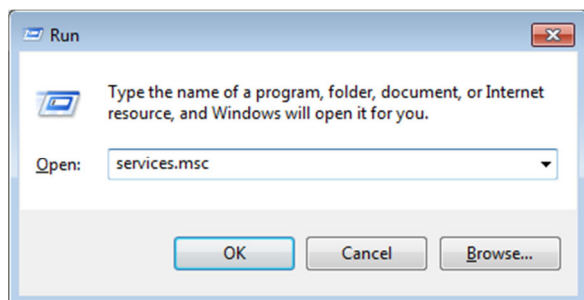 Run
Type the name of a program, folder, document, or Internet
resource, and Windows will open it for you.
Open: services.msc
OK Cancel Browse...